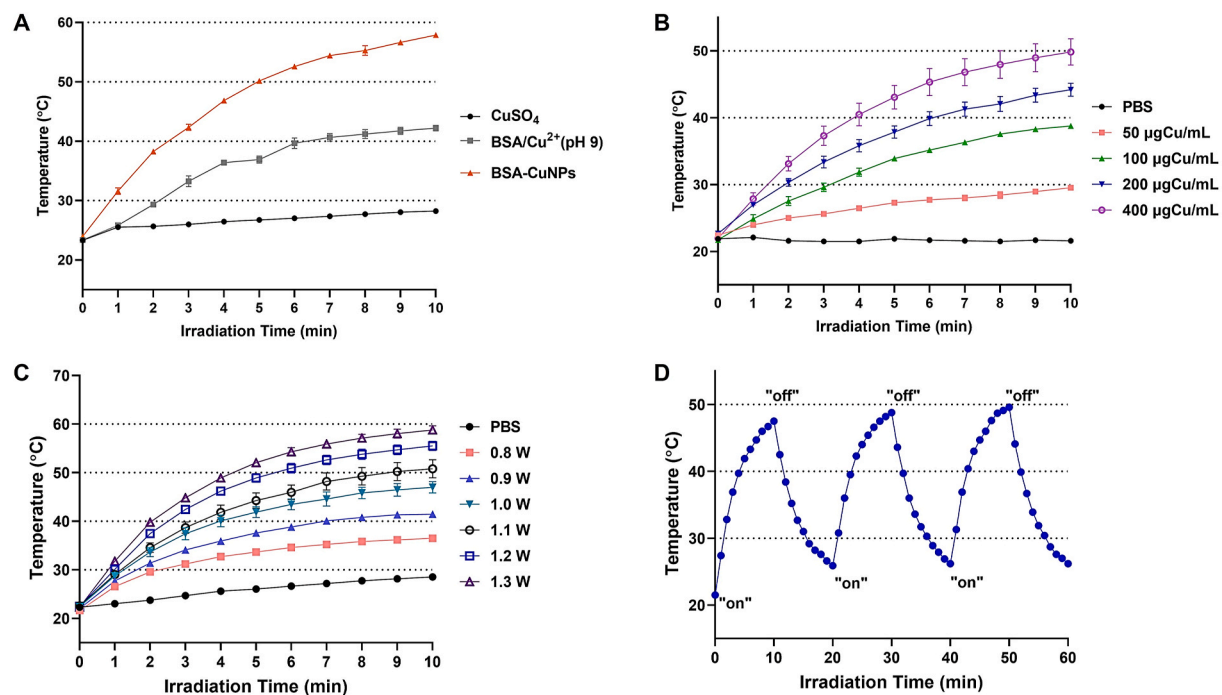 A
Temperature (°C)
60
50
40
30
20
0 1 2 3 4 5 6 7 8 9 10
Irradiation Time (min)
CuSO₄
BSA/Cu²⁺(pH 9)
BSA-CuNPs
B
Temperature (°C)
50
40
30
20
0 1 2 3 4 5 6 7 8 9 10
Irradiation Time (min)
PBS
50 µgCu/mL
100 µgCu/mL
200 µgCu/mL
400 µgCu/mL
C
Temperature (°C)
70
60
50
40
30
20
0 1 2 3 4 5 6 7 8 9 10
Irradiation Time (min)
PBS
0.8 W
0.9 W
1.0 W
1.1 W
1.2 W
1.3 W
D
Temperature (°C)
50
40
30
20
"off" "off" "off"
"on" "on" "on"
0 10 20 30 40 50 60
Irradiation Time (min)